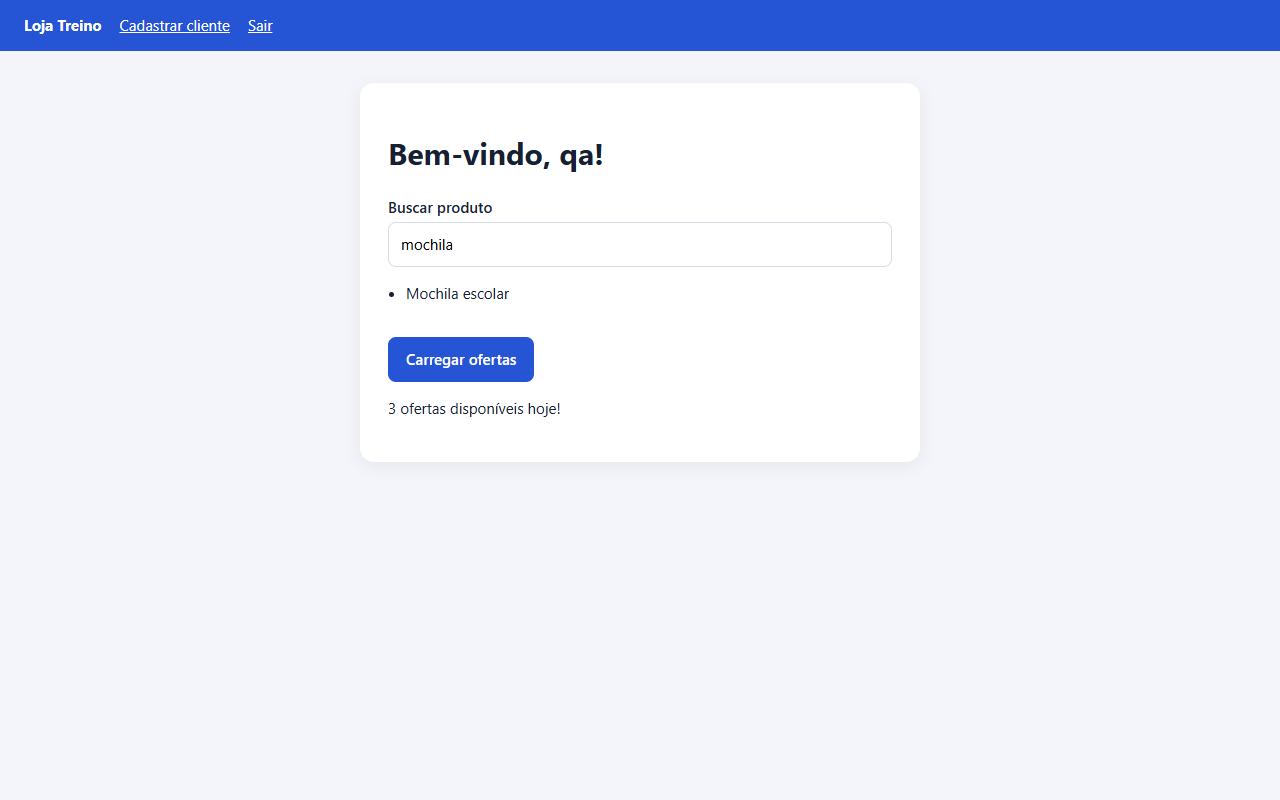 Loja Treino Cadastrar cliente Sair
Bem-vindo, qa!
Buscar produto
mochila
Mochila escolar
Carregar ofertas
3 ofertas disponíveis hoje!